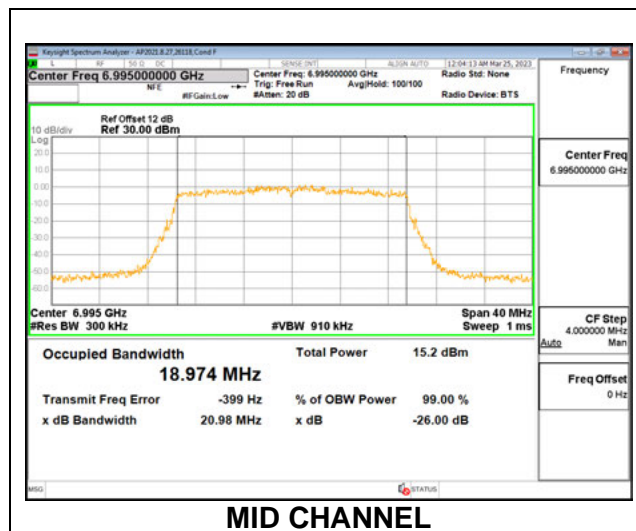 Keysight Spectrum Analyzer - AP2021.8.27,26118,Cond F
L RF 50 Ω DC SENSE:INT ALIGN AUTO 12:04:13 AM Mar 25, 2023
Center Freq 6.995000000 GHz Center Freq: 6.995000000 GHz Radio Std: None Frequency
NFE Trig: Free Run Avg|Hold: 100/100
#IFGain:Low #Atten: 20 dB Radio Device: BTS
Ref Offset 12 dB
10 dB/div Ref 30.00 dBm
Log
20.0
10.0
0.00
-10.0
-20.0
-30.0
-40.0
-50.0
-60.0
Center Freq
6.995000000 GHz
Center 6.995 GHz Span 40 MHz
#Res BW 300 kHz #VBW 910 kHz Sweep 1 ms
CF Step
4.000000 MHz
Auto Man
Occupied Bandwidth Total Power 15.2 dBm
18.974 MHz
Freq Offset
0 Hz
Transmit Freq Error -399 Hz % of OBW Power 99.00 %
x dB Bandwidth 20.98 MHz x dB -26.00 dB
MSG STATUS
MID CHANNEL